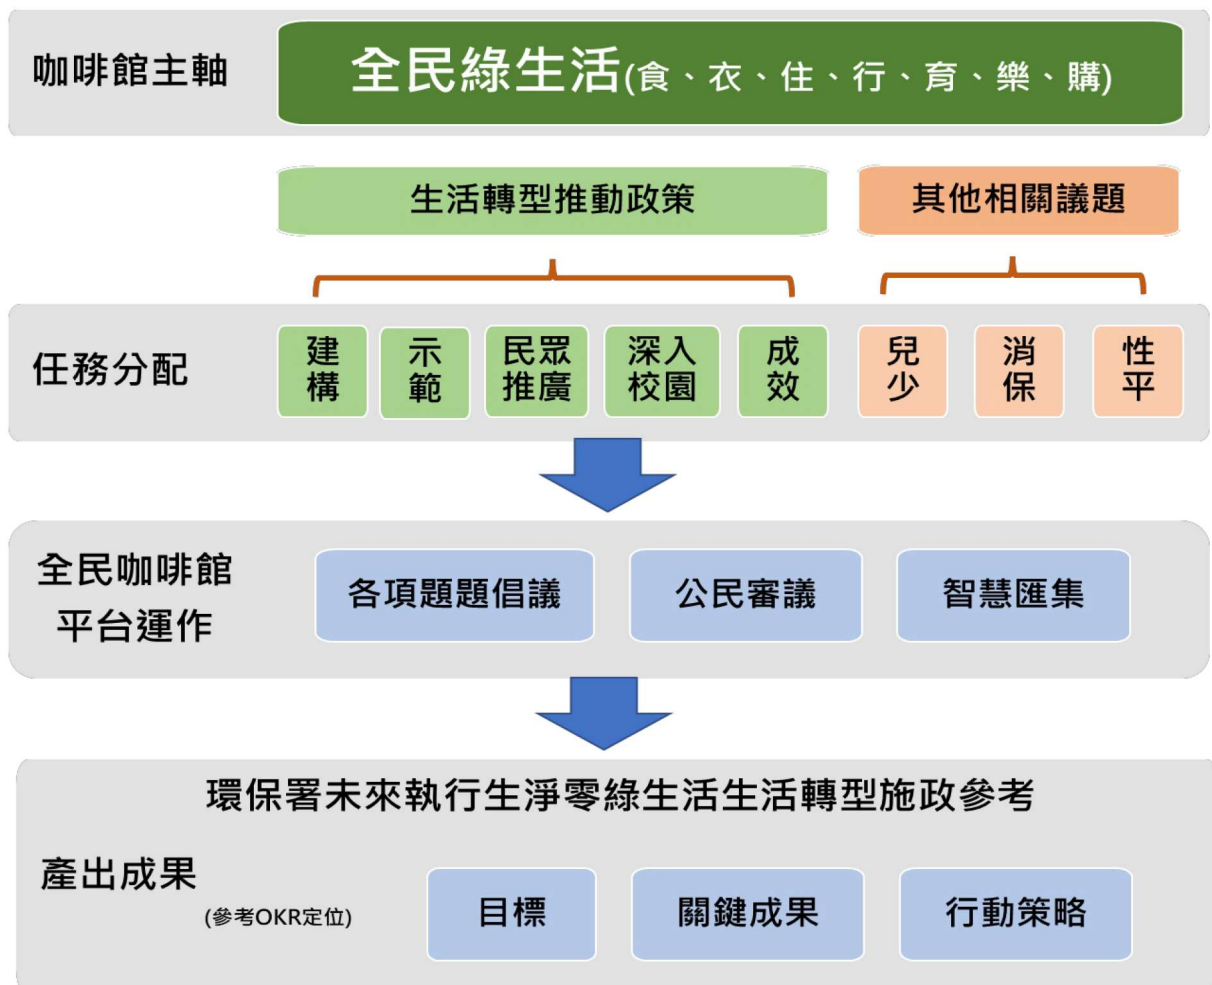 咖啡館主軸
全民綠生活(食、衣、住、行、育、樂、購)
生活轉型推動政策
其他相關議題
任務分配
建構
示範
民眾推廣
深入校園
成效
兒少
消保
性平
全民咖啡館
平台運作
各項題題倡議
公民審議
智慧匯集
環保署未來執行生淨零綠生活生活轉型施政參考
產出成果
(參考OKR定位)
目標
關鍵成果
行動策略